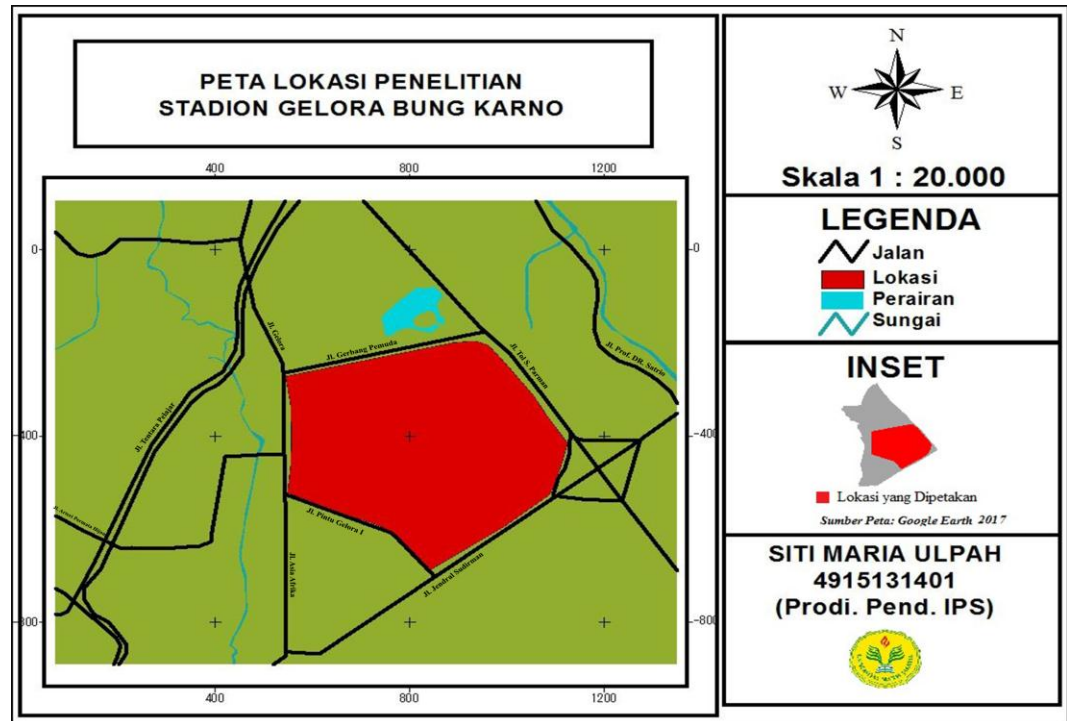 PETA LOKASI PENELITIAN
STADION GELORA BUNG KARNO
400
800
1200
0
0
-400
-400
-800
-800
400
800
1200
Jl. Gelora
Jl. Gerbang Pemuda
Jl. Tol S. Parman
Jl. Prof. DR. Satrio
Jl. Tentara Pelajar
Jl. Pintu Gelora I
Jl. Asia Afrika
Jl. Jendral Sudirman
N
W
E
S
Skala 1 : 20.000
LEGENDA
Jalan
Lokasi
Perairan
Sungai
INSET
Lokasi yang Dipetakan
Sumber Peta: Google Earth 2017
SITI MARIA ULPAH
4915131401
(Prodi. Pend. IPS)